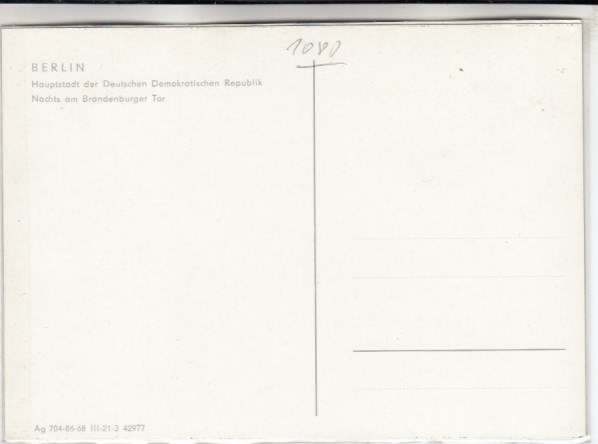 1080
BERLIN
Hauptstadt der Deutschen Demokratischen Republik
Nachts am Brandenburger Tor
Ag 704-86-68 III-21-3 42977